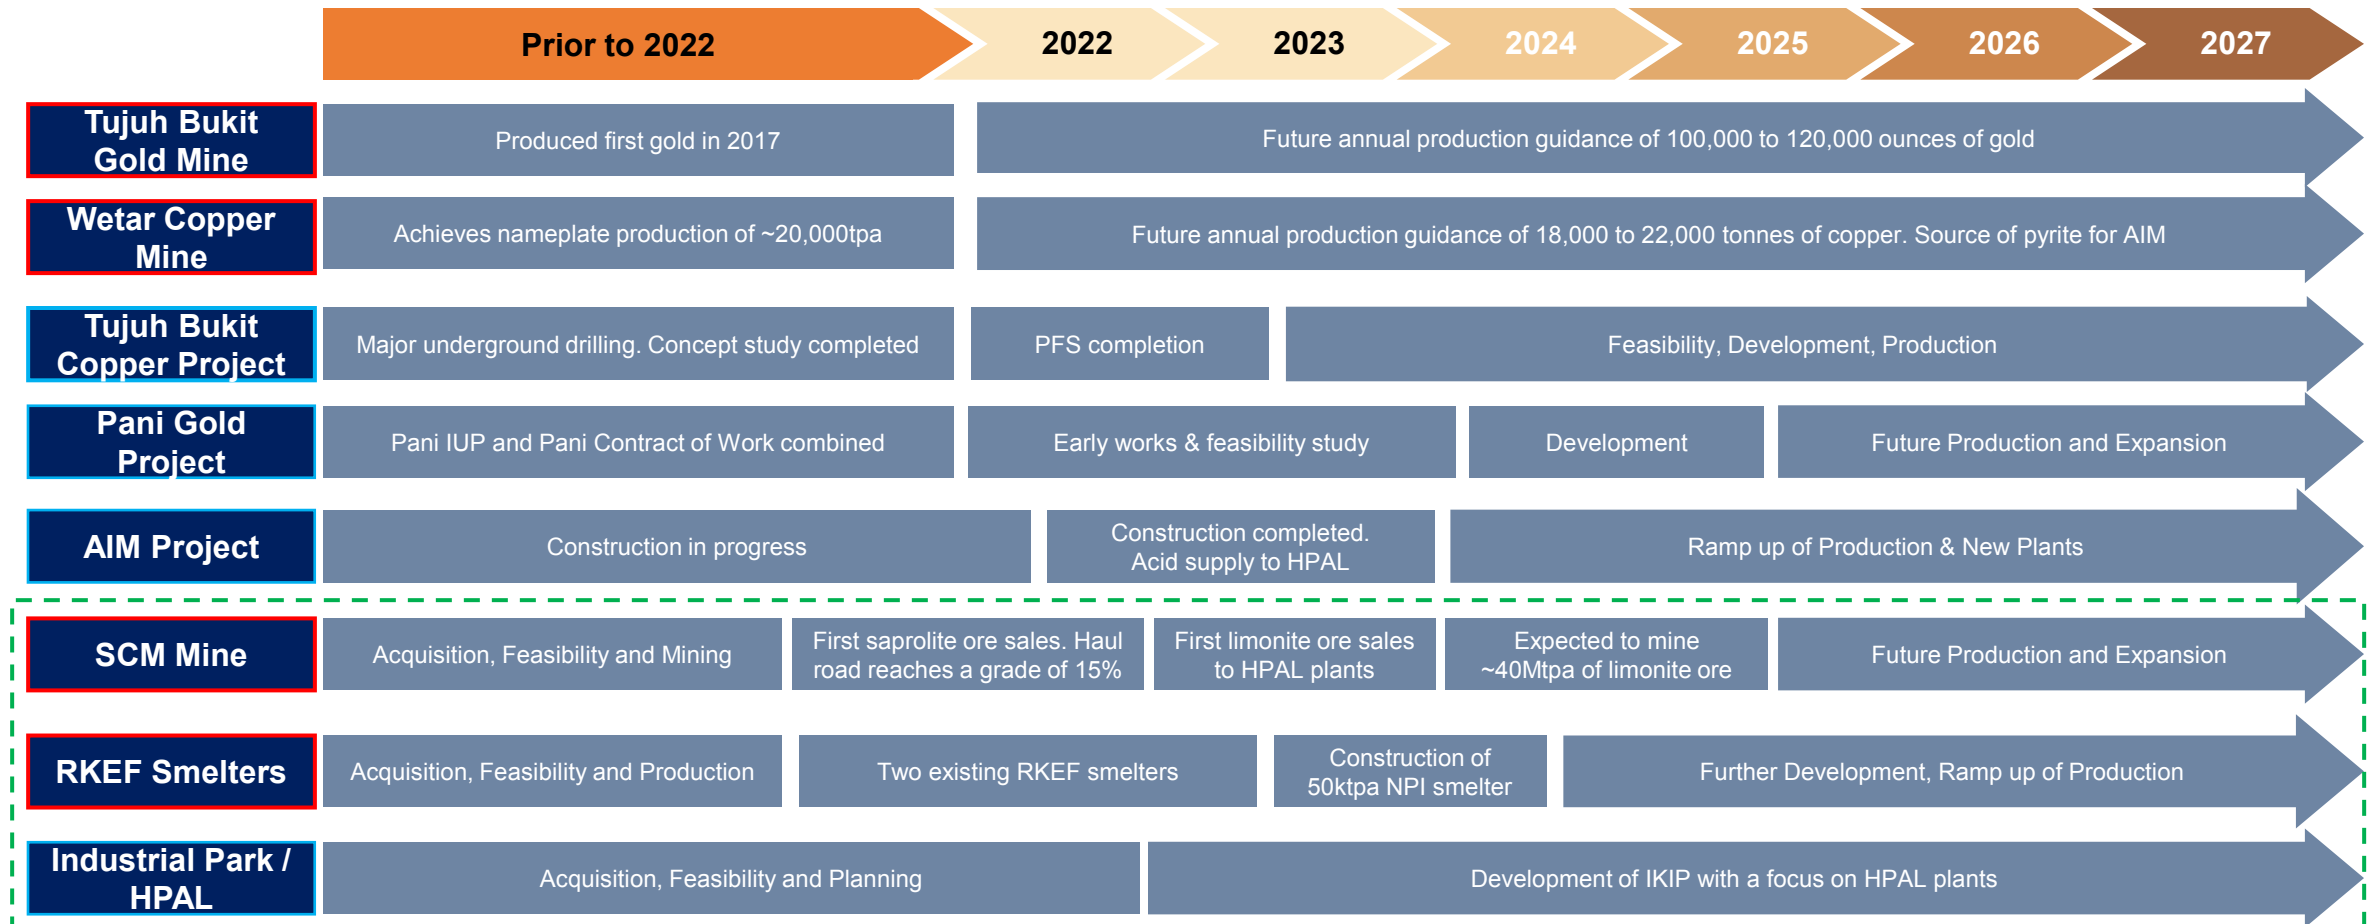 Prior to 2022
2022
2023
2024
2025
2026
2027
Tujuh Bukit
Gold Mine
Produced first gold in 2017
Future annual production guidance of 100,000 to 120,000 ounces of gold
Wetar Copper
Mine
Achieves nameplate production of ~20,000tpa
Future annual production guidance of 18,000 to 22,000 tonnes of copper. Source of pyrite for AIM
Tujuh Bukit
Copper Project
Major underground drilling. Concept study completed
PFS completion
Feasibility, Development, Production
Pani Gold
Project
Pani IUP and Pani Contract of Work combined
Early works & feasibility study
Development
Future Production and Expansion
AIM Project
Construction in progress
Construction completed.
Acid supply to HPAL
Ramp up of Production & New Plants
SCM Mine
Acquisition, Feasibility and Mining
First saprolite ore sales. Haul
road reaches a grade of 15%
First limonite ore sales
to HPAL plants
Expected to mine
~40Mtpa of limonite ore
Future Production and Expansion
RKEF Smelters
Acquisition, Feasibility and Production
Two existing RKEF smelters
Construction of
50ktpa NPI smelter
Further Development, Ramp up of Production
Industrial Park /
HPAL
Acquisition, Feasibility and Planning
Development of IKIP with a focus on HPAL plants